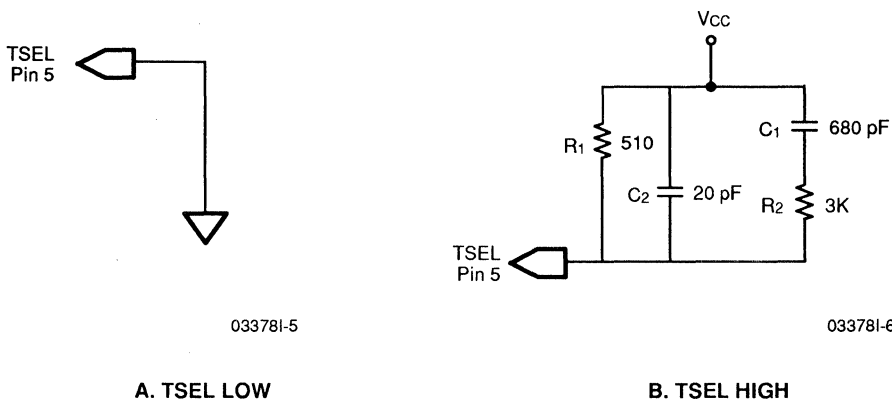 TSEL
Pin 5
03378I-5
A. TSEL LOW
VCC
R1 510
C2 20 pF
C1 680 pF
R2 3K
TSEL
Pin 5
03378I-6
B. TSEL HIGH